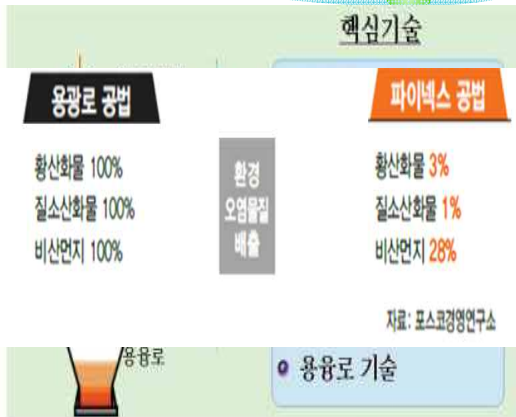 핵심기술
용광로 공법
파이넥스 공법
황산화물 100%
질소산화물 100%
비산먼지 100%
환경
오염물질
배출
황산화물 3%
질소산화물 1%
비산먼지 28%
자료: 포스코경영연구소
용융로
용융로 기술